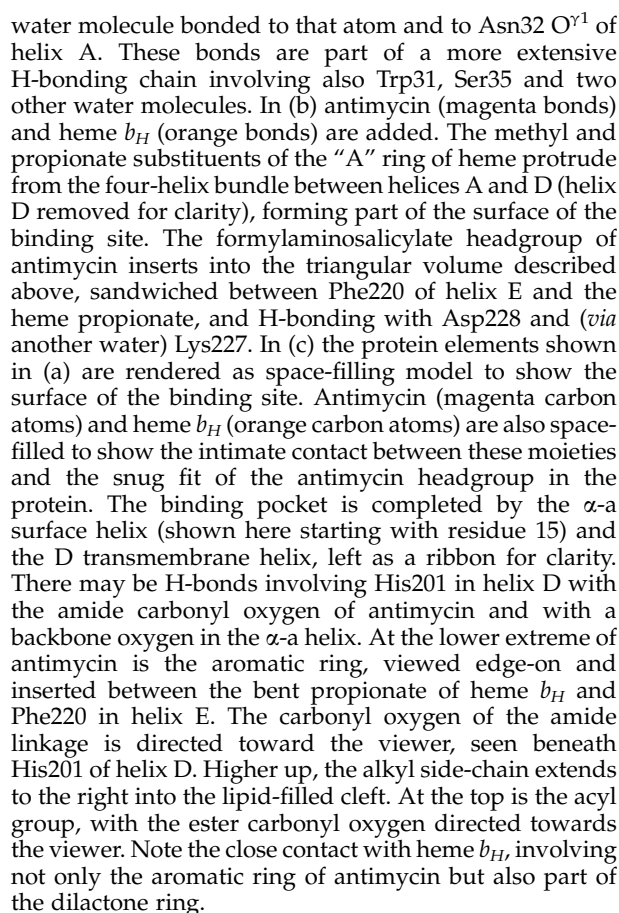 water molecule bonded to that atom and to Asn32 Oγ1 of
helix A. These bonds are part of a more extensive
H-bonding chain involving also Trp31, Ser35 and two
other water molecules. In (b) antimycin (magenta bonds)
and heme bH (orange bonds) are added. The methyl and
propionate substituents of the “A” ring of heme protrude
from the four-helix bundle between helices A and D (helix
D removed for clarity), forming part of the surface of the
binding site. The formylaminosalicylate headgroup of
antimycin inserts into the triangular volume described
above, sandwiched between Phe220 of helix E and the
heme propionate, and H-bonding with Asp228 and (via
another water) Lys227. In (c) the protein elements shown
in (a) are rendered as space-filling model to show the
surface of the binding site. Antimycin (magenta carbon
atoms) and heme bH (orange carbon atoms) are also space-
filled to show the intimate contact between these moieties
and the snug fit of the antimycin headgroup in the
protein. The binding pocket is completed by the α-a
surface helix (shown here starting with residue 15) and
the D transmembrane helix, left as a ribbon for clarity.
There may be H-bonds involving His201 in helix D with
the amide carbonyl oxygen of antimycin and with a
backbone oxygen in the α-a helix. At the lower extreme of
antimycin is the aromatic ring, viewed edge-on and
inserted between the bent propionate of heme bH and
Phe220 in helix E. The carbonyl oxygen of the amide
linkage is directed toward the viewer, seen beneath
His201 of helix D. Higher up, the alkyl side-chain extends
to the right into the lipid-filled cleft. At the top is the acyl
group, with the ester carbonyl oxygen directed towards
the viewer. Note the close contact with heme bH, involving
not only the aromatic ring of antimycin but also part of
the dilactone ring.